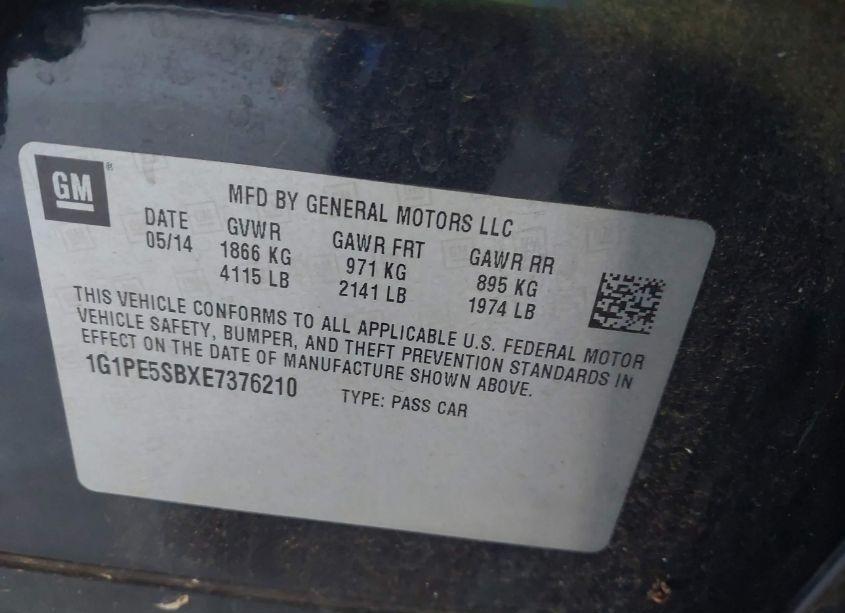 GM ®
MFD BY GENERAL MOTORS LLC
DATE GVWR GAWR FRT GAWR RR
05/14 1866 KG 971 KG 895 KG
4115 LB 2141 LB 1974 LB
THIS VEHICLE CONFORMS TO ALL APPLICABLE U.S. FEDERAL MOTOR
VEHICLE SAFETY, BUMPER, AND THEFT PREVENTION STANDARDS IN
EFFECT ON THE DATE OF MANUFACTURE SHOWN ABOVE.
1G1PE5SBXE7376210 TYPE: PASS CAR